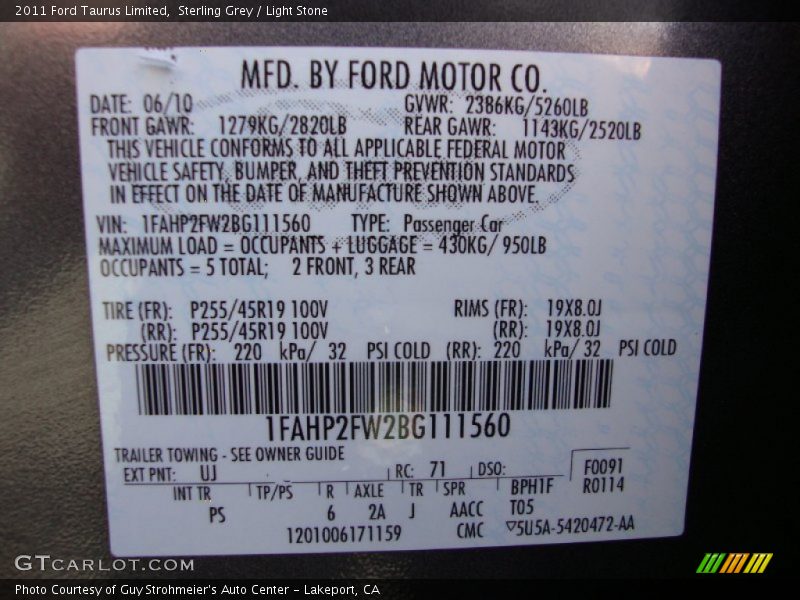 2011 Ford Taurus Limited,  Sterling Grey / Light Stone
MFD. BY FORD MOTOR CO.
DATE: 06/10 GVWR: 2386KG/5260LB
FRONT GAWR: 1279KG/2820LB REAR GAWR: 1143KG/2520LB
THIS VEHICLE CONFORMS TO ALL APPLICABLE FEDERAL MOTOR
VEHICLE SAFETY, BUMPER, AND THEFT PREVENTION STANDARDS
IN EFFECT ON THE DATE OF MANUFACTURE SHOWN ABOVE.
VIN: 1FAHP2FW2BG111560 TYPE: Passenger Car
MAXIMUM LOAD = OCCUPANTS + LUGGAGE = 430KG/ 950LB
OCCUPANTS = 5 TOTAL; 2 FRONT, 3 REAR
TIRE (FR): P255/45R19 100V RIMS (FR): 19X8.0J
(RR): P255/45R19 100V (RR): 19X8.0J
PRESSURE (FR): 220 kPa/ 32 PSI COLD (RR): 220 kPa/ 32 PSI COLD
1FAHP2FW2BG111560
TRAILER TOWING - SEE OWNER GUIDE
EXT PNT: UJ RC: 71 DSO: F0091
INT TR TP/PS R AXLE TR SPR BPH1F R0114
PS 6 2A J AACC T05
1201006171159 CMC ▽5U5A-5420472-AA
GTCARLOT.COM
Photo Courtesy of Guy Strohmeier's Auto Center – Lakeport, CA